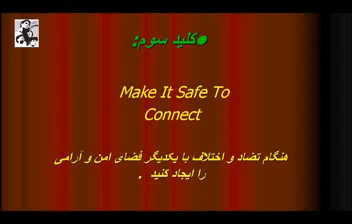 ●کلید سوم:
Make It Safe To
Connect
هنگام تضاد و اختلاف با یکدیگر فضای امن و آرامی
را ایجاد کنید .